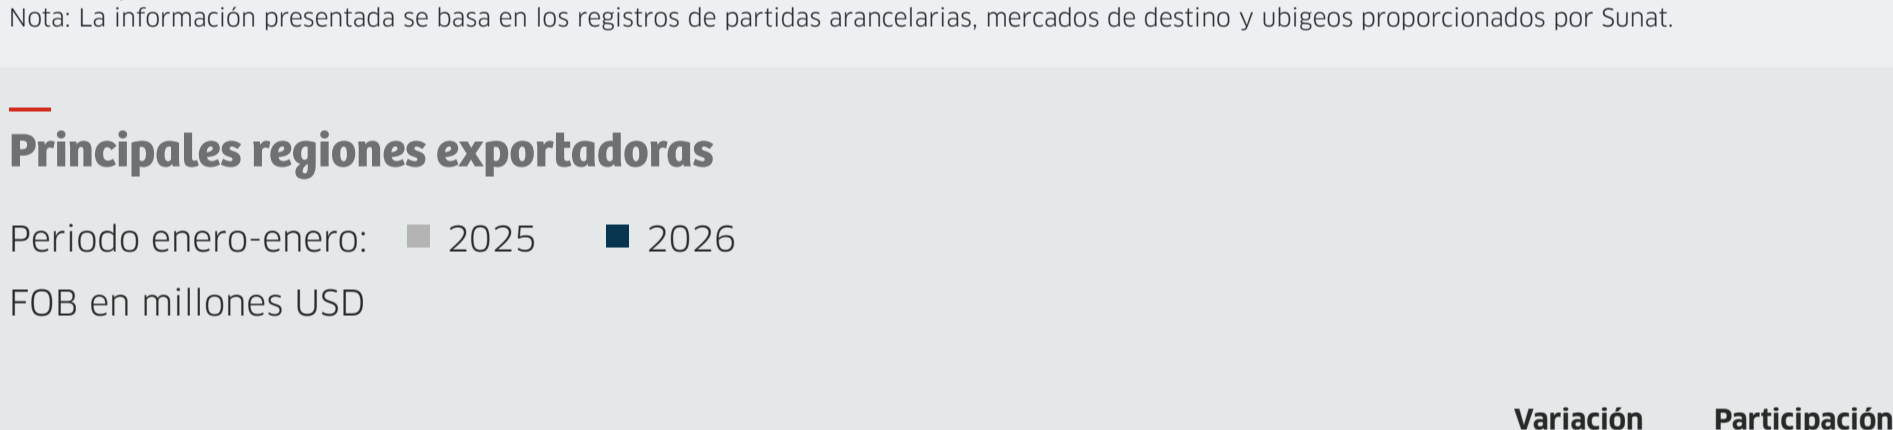 Nota: La información presentada se basa en los registros de partidas arancelarias, mercados de destino y ubigeos proporcionados por Sunat.
Principales regiones exportadoras
Periodo enero-enero: 2025 2026
FOB en millones USD
Variación Participación